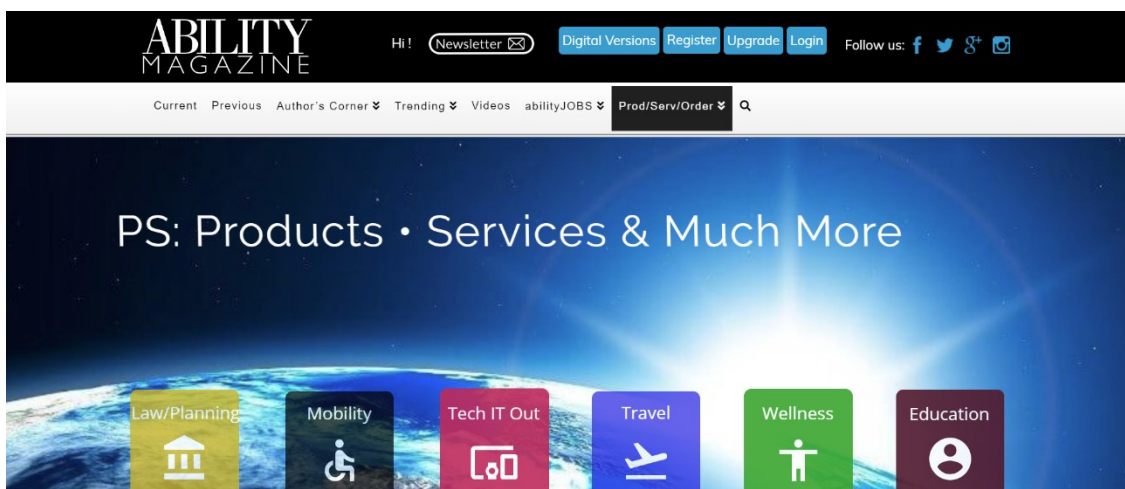 ABILITY
MAGAZINE
Hi ! Newsletter Digital Versions Register Upgrade Login Follow us:
Current Previous Author's Corner Trending Videos abilityJOBS Prod/Serv/Order
PS: Products • Services & Much More
Law/Planning Mobility Tech IT Out Travel Wellness Education